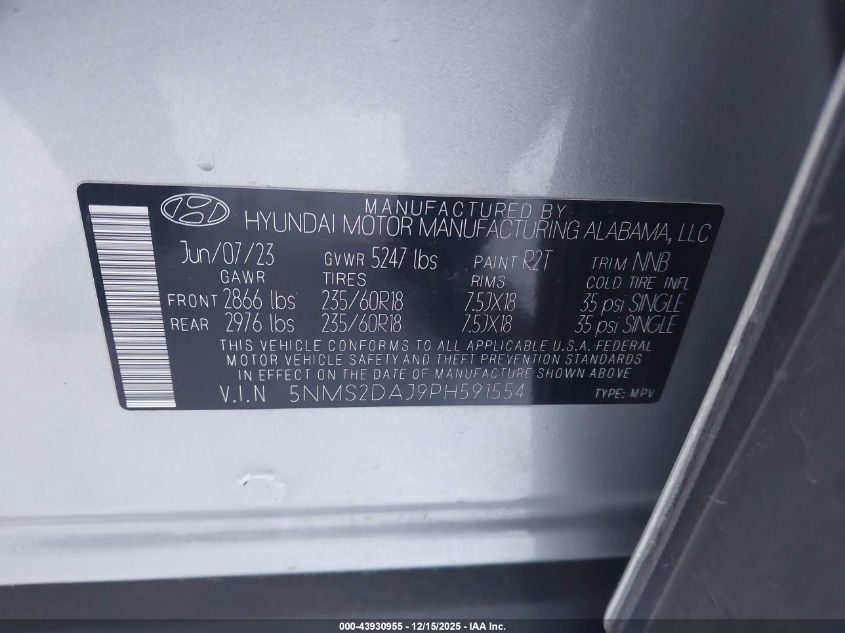 MANUFACTURED BY
HYUNDAI MOTOR MANUFACTURING ALABAMA, LLC
Jun/07/23 GVWR 5247 lbs PAINT R2T TRIM NNB
GAWR TIRES RIMS COLD TIRE INFL
FRONT 2866 lbs 235/60R18 7.5JX18 35 psi SINGLE
REAR 2976 lbs 235/60R18 7.5JX18 35 psi SINGLE
THIS VEHICLE CONFORMS TO ALL APPLICABLE U.S.A. FEDERAL
MOTOR VEHICLE SAFETY AND THEFT PREVENTION STANDARDS
IN EFFECT ON THE DATE OF MANUFACTURE SHOWN ABOVE
V.I.N 5NMS2DAJ9PH591554 TYPE: MPV
000-43930955 - 12/15/2025 - IAA Inc.